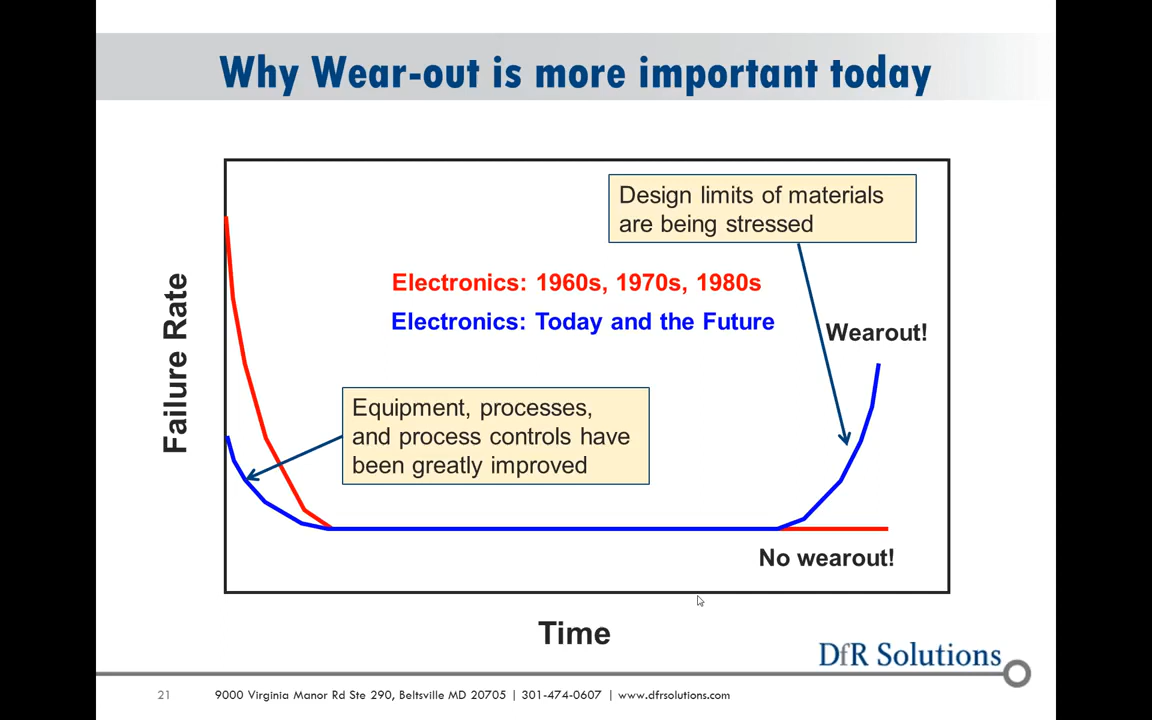 Why Wear-out is more important today
Design limits of materials
are being stressed
Electronics: 1960s, 1970s, 1980s
Electronics: Today and the Future
Wearout!
Failure Rate
Equipment, processes,
and process controls have
been greatly improved
No wearout!
Time
DfR Solutions
21
9000 Virginia Manor Rd Ste 290, Beltsville MD 20705 | 301-474-0607 | www.dfrsolutions.com